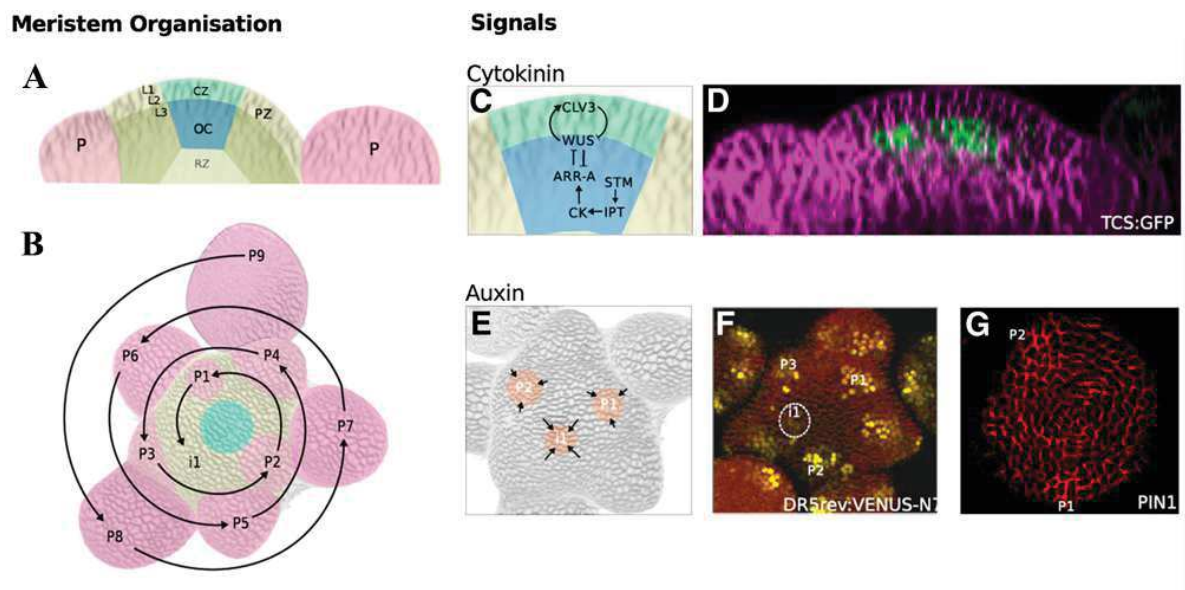 Meristem Organisation
Signals
A
L1
L2
L3
CZ
PZ
OC
RZ
P
P
Cytokinin
C
CLV3
WUS
ARR-A
STM
CK
IPT
D
TCS:GFP
B
P9
P6
P4
P1
P7
P3
i1
P2
P5
P8
Auxin
E
P2
P1
i1
F
P3
P1
i1
P2
DR5rev:VENUS-N7
G
P2
P1
PIN1